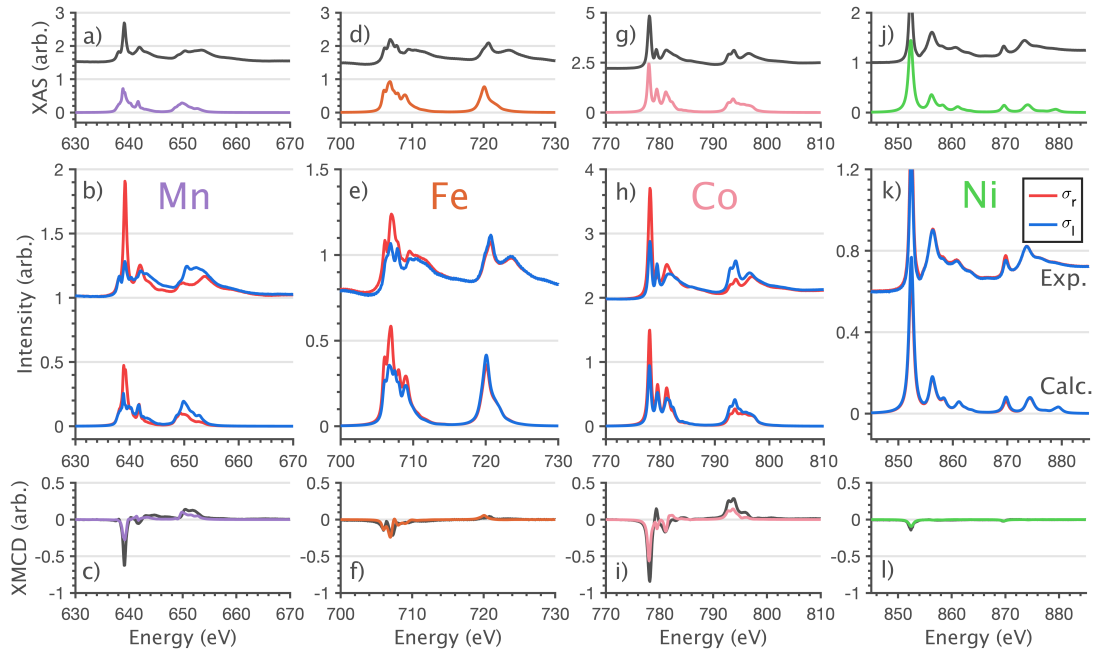 a) d) g) j)
XAS (arb.)
3 3 5 2
2 2
2.5 1
1 1
0 0 0 0
630 640 650 660 670 700 710 720 730 770 780 790 800 810 850 860 870 880
b) Mn e) Fe h) Co k) Ni
σr
σl
Exp.
Calc.
Intensity (arb.)
2 1.5 4 1.2
1.5 3
1 0.8
1 2
0.5 0.4
0.5 1
0 0 0 0
630 640 650 660 670 700 710 720 730 770 780 790 800 810 850 860 870 880
XMCD (arb.)
0.5 0.5 0.5 0.5
0 0 0 0
-0.5 -0.5 -0.5 -0.5
c) f) i) l)
-1 -1 -1 -1
630 640 650 660 670 700 710 720 730 770 780 790 800 810 850 860 870 880
Energy (eV) Energy (eV) Energy (eV) Energy (eV)